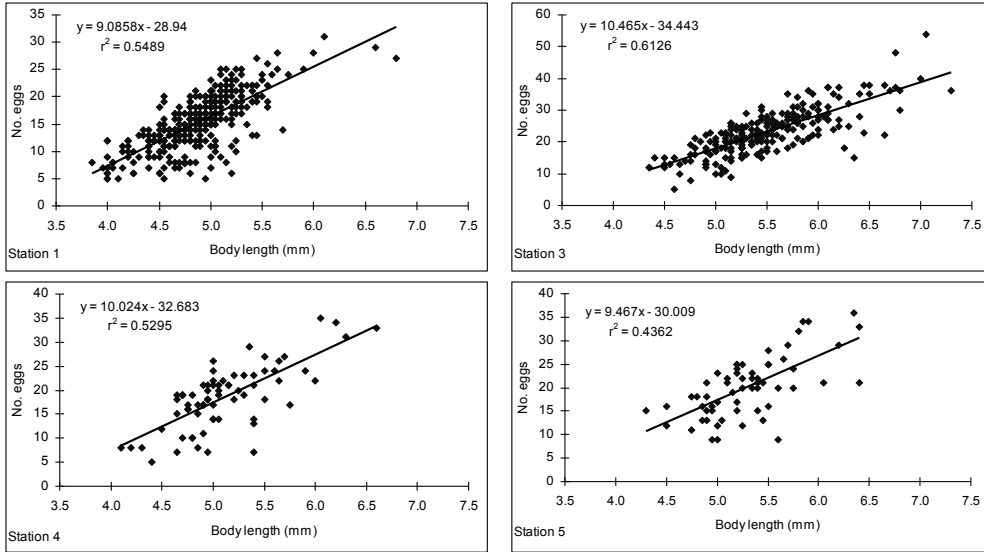 y = 9.0858x - 28.94
r² = 0.5489
No. eggs
35
30
25
20
15
10
5
0
3.5 4.0 4.5 5.0 5.5 6.0 6.5 7.0 7.5
Body length (mm)
Station 1
y = 10.465x - 34.443
r² = 0.6126
No. eggs
60
50
40
30
20
10
0
3.5 4.0 4.5 5.0 5.5 6.0 6.5 7.0 7.5
Body length (mm)
Station 3
y = 10.024x - 32.683
r² = 0.5295
No. eggs
40
35
30
25
20
15
10
5
0
3.5 4.0 4.5 5.0 5.5 6.0 6.5 7.0 7.5
Body length (mm)
Station 4
y = 9.467x - 30.009
r² = 0.4362
No. eggs
40
35
30
25
20
15
10
5
0
3.5 4.0 4.5 5.0 5.5 6.0 6.5 7.0 7.5
Body length (mm)
Station 5